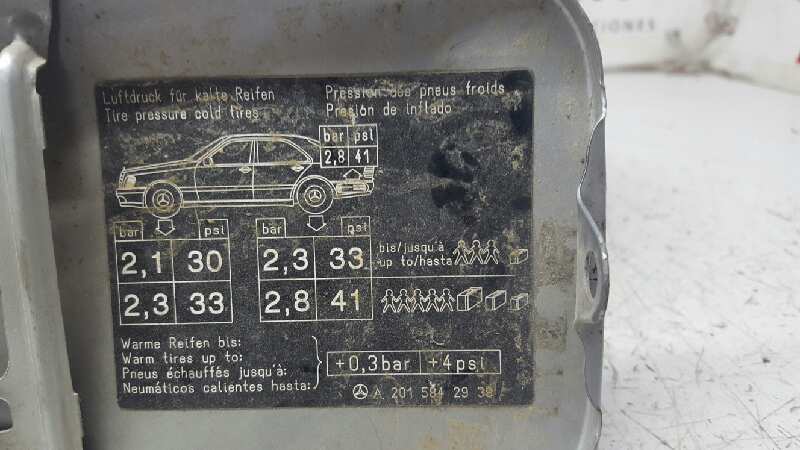 Luftdruck für kalte Reifen
Tire pressure cold tires
Pression des pneus froids
Presión de inflado
bar psi
2,8 41
bar psi
2,1 30
2,3 33
bar psi
2,3 33
2,8 41
bis/jusqu'à
up to/hasta
Warme Reifen bis:
Warm tires up to:
Pneus échauffés jusqu'à:
Neumáticos calientes hasta:
+0,3bar +4psi
A 201 584 29 39